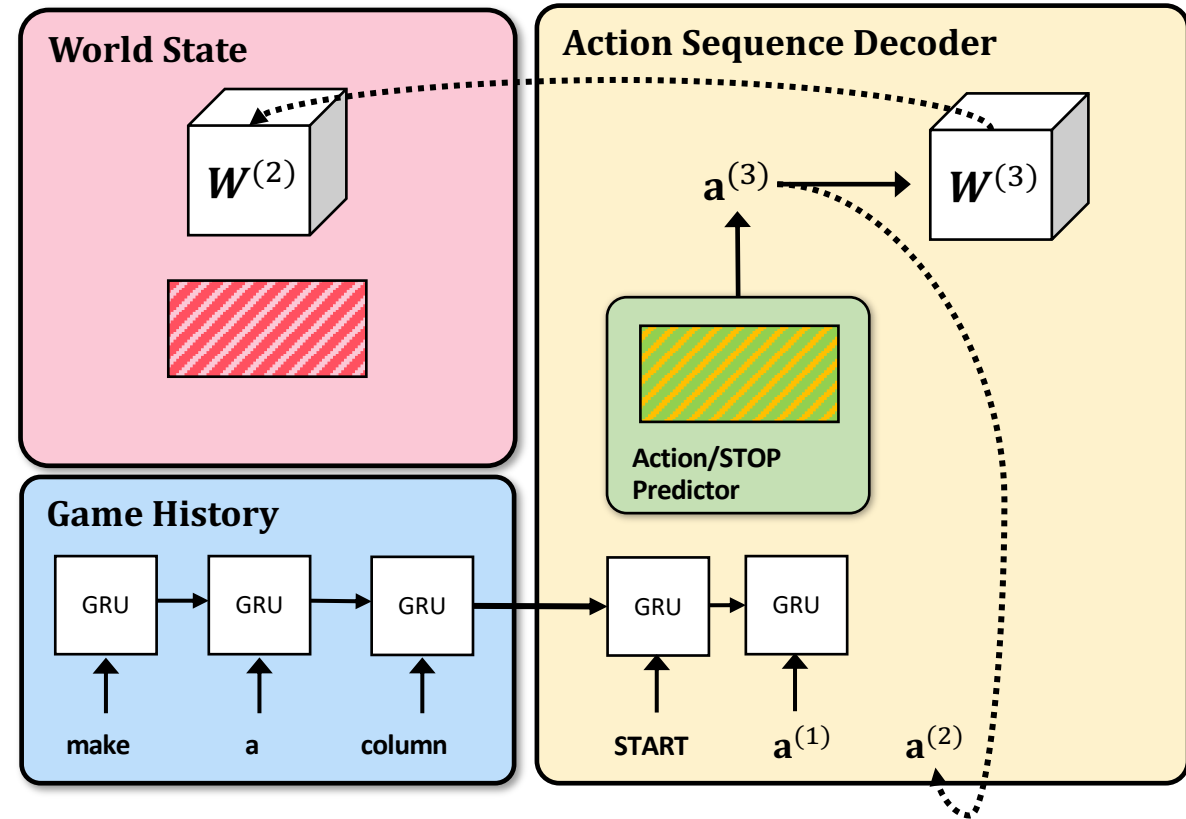 World State
W^(2)
Game History
GRU GRU GRU
make a column
Action Sequence Decoder
a^(3) W^(3)
Action/STOP
Predictor
GRU GRU
START a^(1) a^(2)